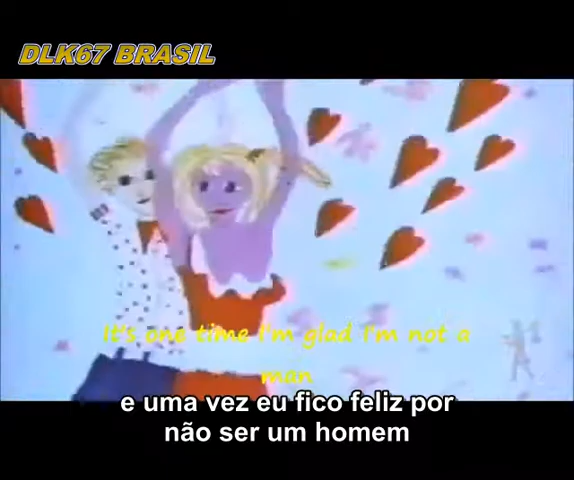 DLK67 BRASIL
It's one time I'm glad I'm not a
man
e uma vez eu fico feliz por
não ser um homem